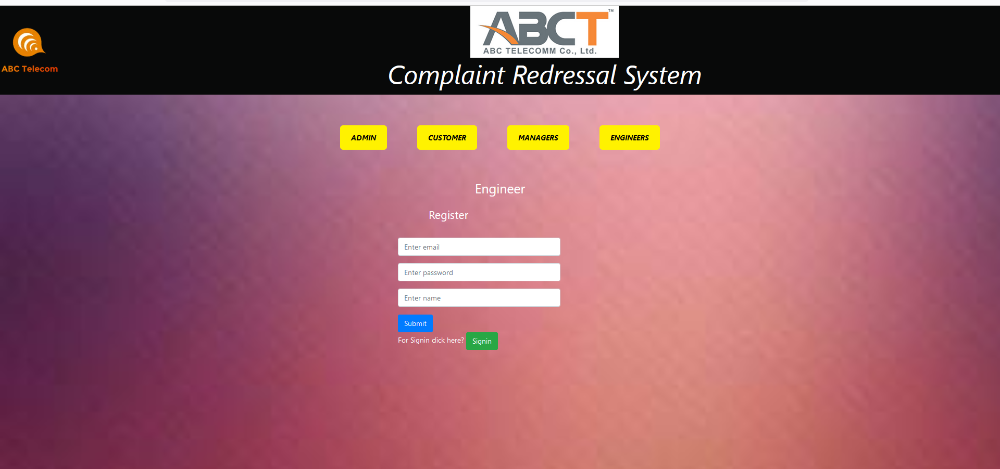 ABC Telecom
ABCT™
ABC TELECOMM Co., Ltd.
Complaint Redressal System
ADMIN
CUSTOMER
MANAGERS
ENGINEERS
Engineer
Register
Enter email
Enter password
Enter name
Submit
For Signin click here? Signin